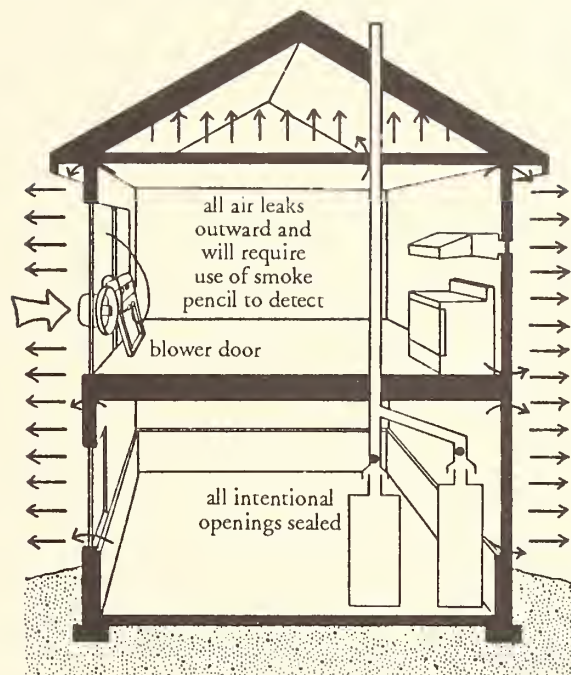 all air leaks
outward and
will require
use of smoke
pencil to detect
blower door
all intentional
openings sealed